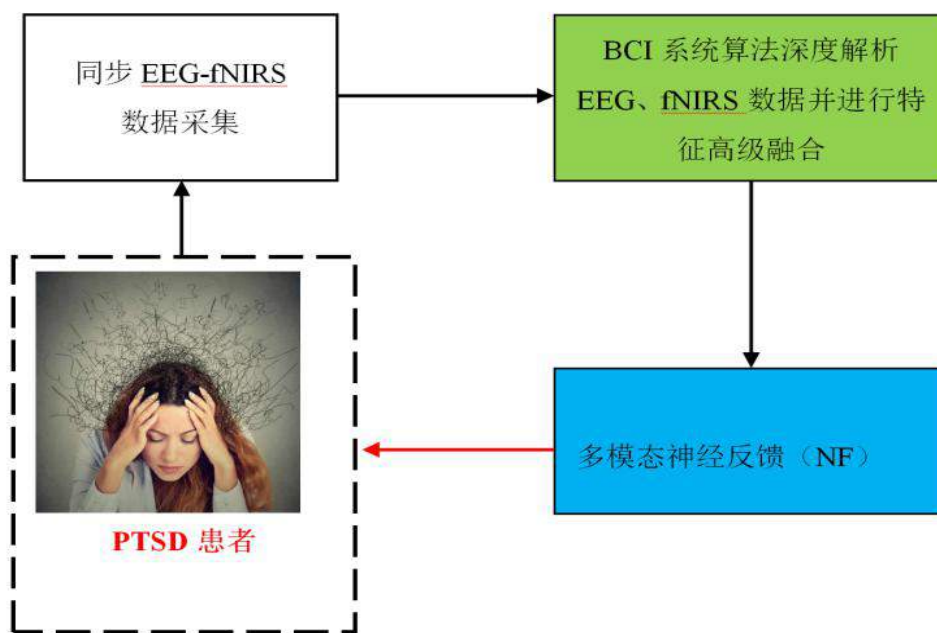 同步 EEG-fNIRS
数据采集
BCI 系统算法深度解析
EEG、fNIRS 数据并进行特
征高级融合
多模态神经反馈（NF）
PTSD 患者